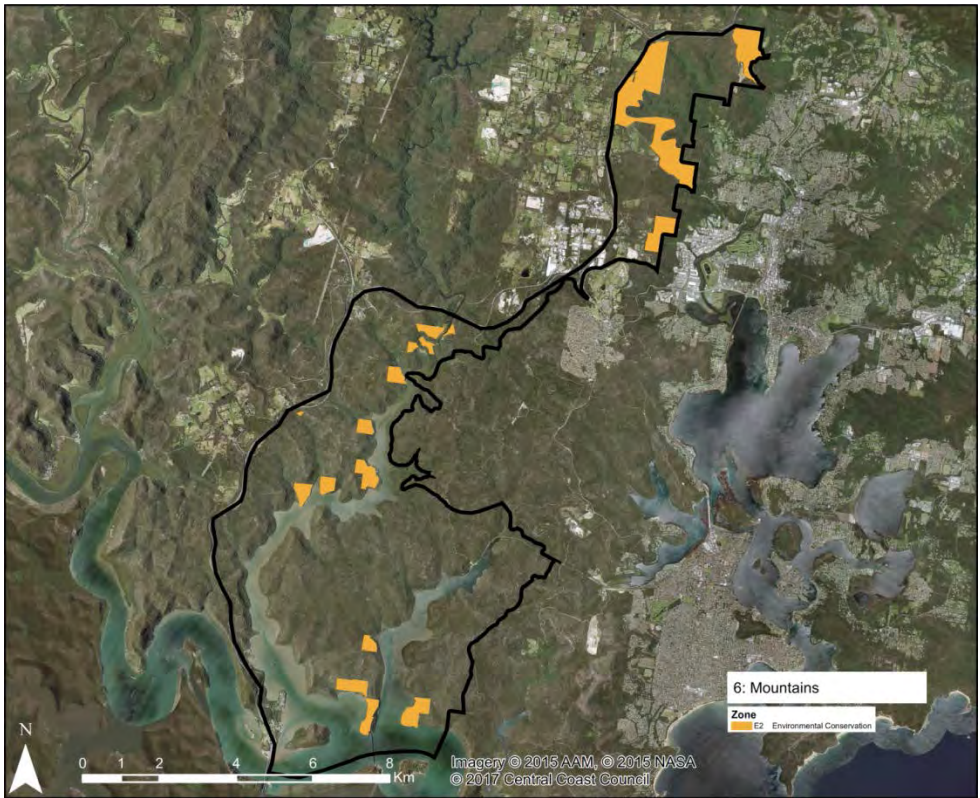 6: Mountains
Zone
E2 Environmental Conservation
N
0 1 2 4 6 8
Km
Imagery © 2015 AAM, © 2015 NASA
© 2017 Central Coast Council